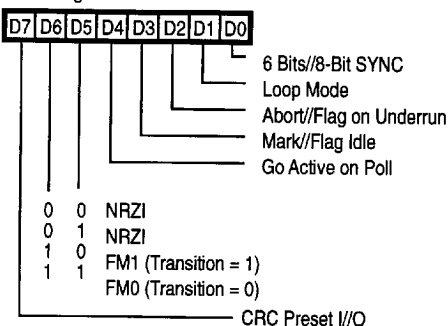 D7 D6 D5 D4 D3 D2 D1 D0
6 Bits//8-Bit SYNC
Loop Mode
Abort//Flag on Underrun
Mark//Flag Idle
Go Active on Poll
0 0 NRZI
0 1 NRZI
1 0 FM1 (Transition = 1)
1 1 FM0 (Transition = 0)
CRC Preset I//O